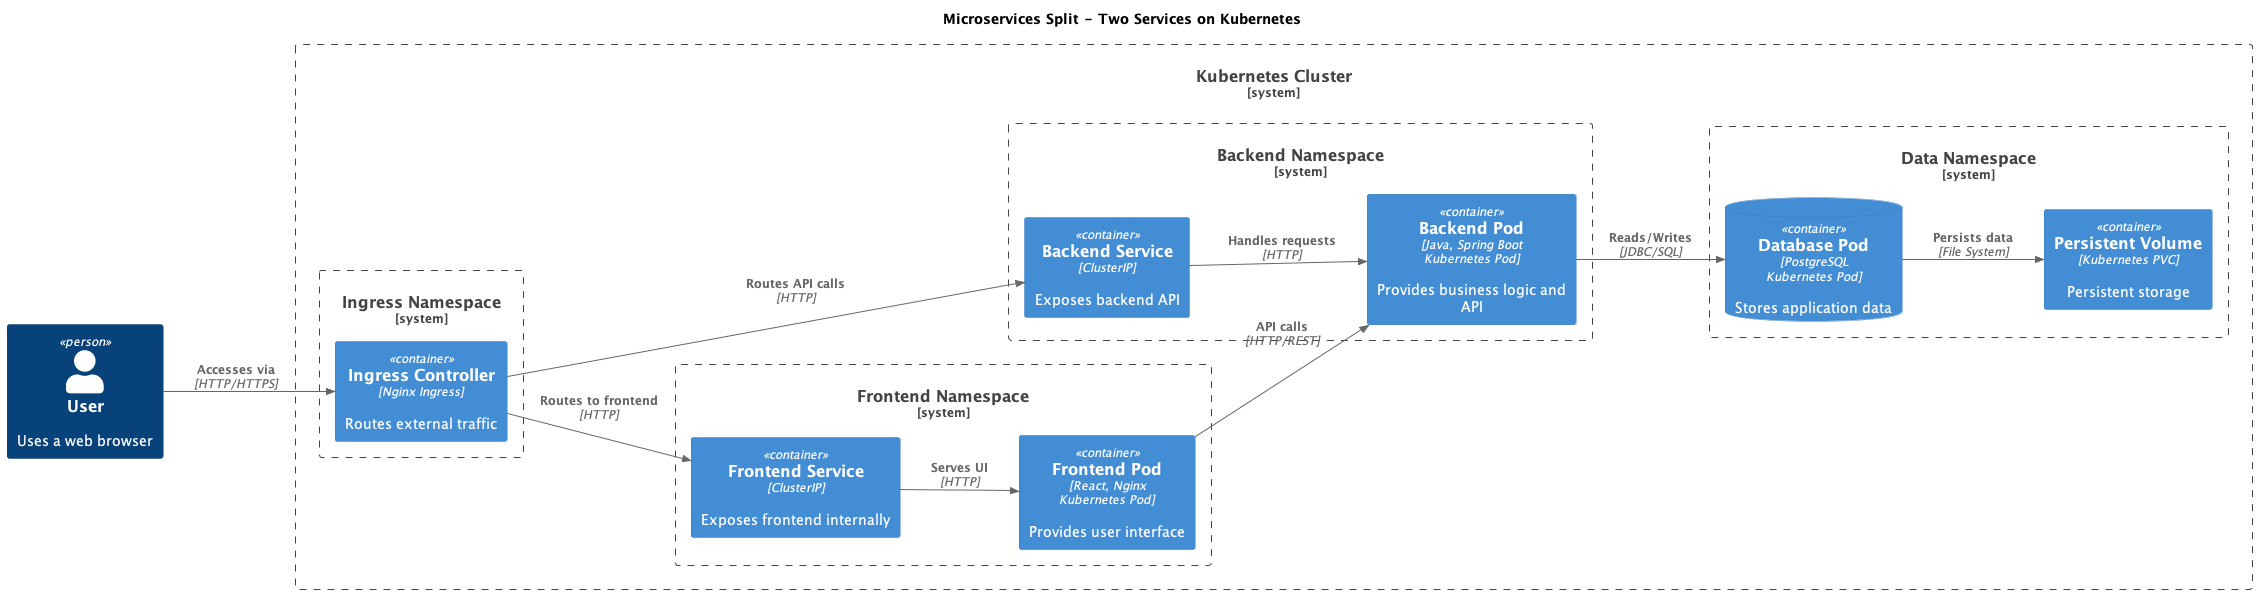 Microservices Split - Two Services on Kubernetes
Kubernetes Cluster
[system]
Backend Namespace
[system]
Data Namespace
[system]
Ingress Namespace
[system]
Frontend Namespace
[system]
«person»
User
Uses a web browser
Accesses via
[HTTP/HTTPS]
«container»
Ingress Controller
[Nginx Ingress]
Routes external traffic
Routes API calls
[HTTP]
Routes to frontend
[HTTP]
«container»
Backend Service
[ClusterIP]
Exposes backend API
Handles requests
[HTTP]
«container»
Backend Pod
[Java, Spring Boot
Kubernetes Pod]
Provides business logic and
API
Reads/Writes
[JDBC/SQL]
«container»
Database Pod
[PostgreSQL
Kubernetes Pod]
Stores application data
Persists data
[File System]
«container»
Persistent Volume
[Kubernetes PVC]
Persistent storage
«container»
Frontend Service
[ClusterIP]
Exposes frontend internally
Serves UI
[HTTP]
«container»
Frontend Pod
[React, Nginx
Kubernetes Pod]
Provides user interface
API calls
[HTTP/REST]